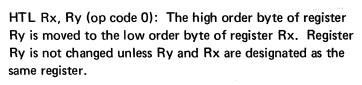 HTL Rx, Ry (op code 0): The high order byte of register
Ry is moved to the low order byte of register Rx. Register
Ry is not changed unless Ry and Rx are designated as the
same register.